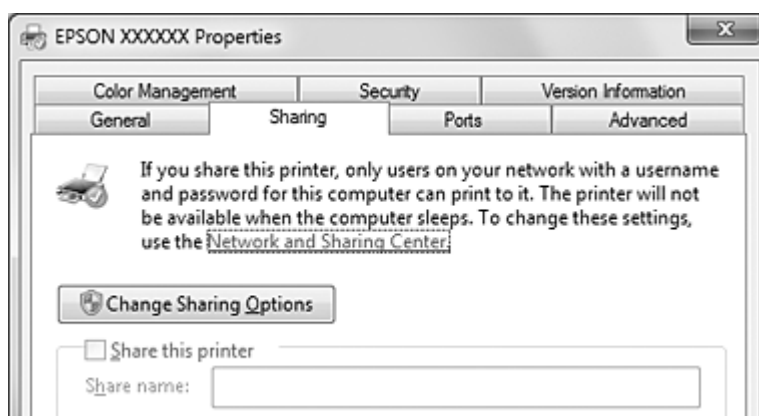 EPSON XXXXXX Properties
Color Management Security Version Information
General Sharing Ports Advanced
If you share this printer, only users on your network with a username
and password for this computer can print to it. The printer will not
be available when the computer sleeps. To change these settings,
use the Network and Sharing Center.
Change Sharing Options
Share this printer
Share name: